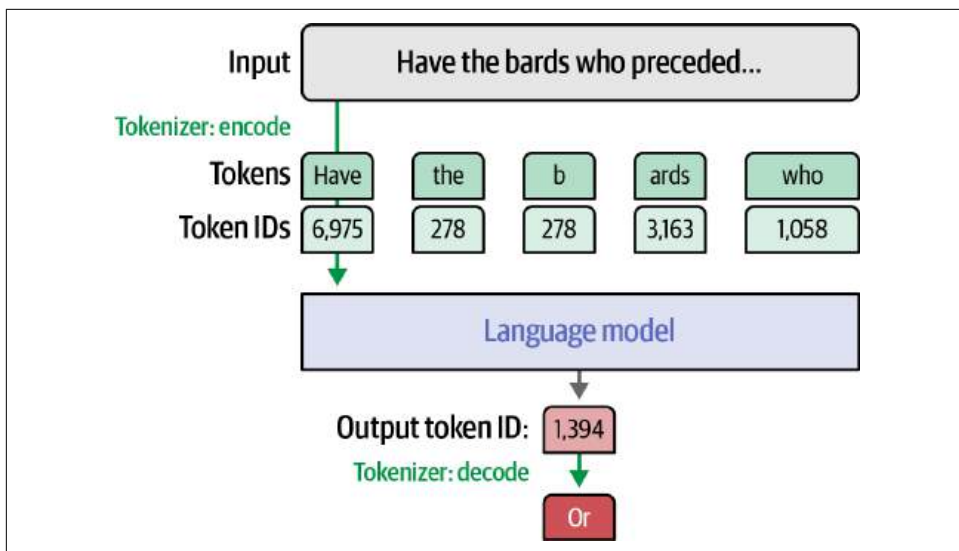 Input Have the bards who preceded...
Tokenizer: encode
Tokens Have the b ards who
Token IDs 6,975 278 278 3,163 1,058
Language model
Output token ID: 1,394
Tokenizer: decode
Or